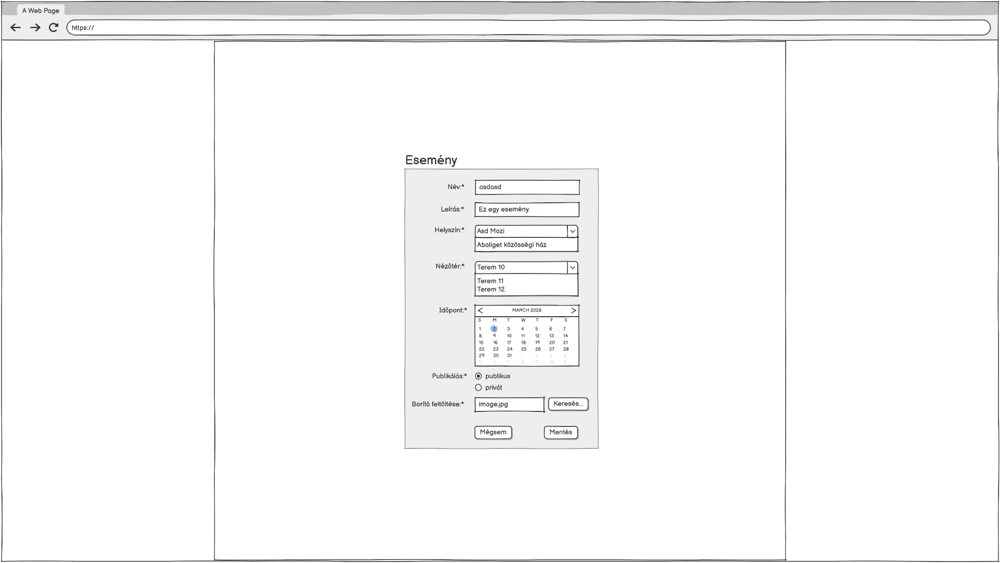 A Web Page
https://
Esemény
Név:* asdasd
Leírás:* Ez egy esemény.
Helyszín:* Asd Mozi
Abaliget közösségi ház
Nézőtér:* Terem 10
Terem 11
Terem 12
Időpont:* MARCH 2026
S M T W T F S
1 2 3 4 5 6 7
8 9 10 11 12 13 14
15 16 17 18 19 20 21
22 23 24 25 26 27 28
29 30 31 1 2 3 4
5 6 7 8 9 10 11
Publikálás:* publikus
privát
Borító feltöltése:* image.jpg Keresés...
Mégsem Mentés